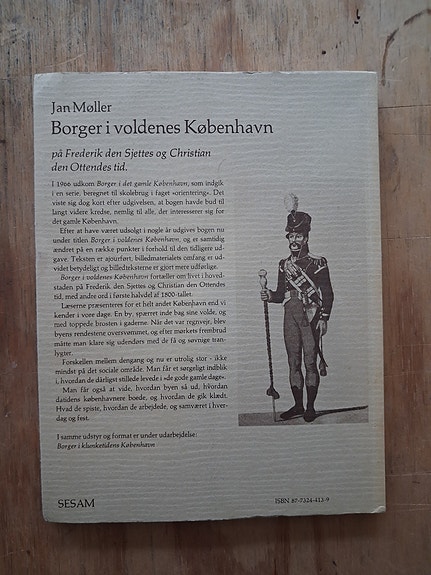 Jan Møller
Borger i voldenes København
på Frederik den Sjettes og Christian
den Ottendes tid.
I 1966 udkom Borger i det gamle København, som indgik
i en serie, beregnet til skolebrug i faget »orientering«. Det
viste sig dog kort efter udgivelsen, at bogen havde bud til
langt videre kredse, nemlig til alle, der interesserer sig for
det gamle København.
Efter at have været udsolgt i nogle år udgives bogen nu
under titlen Borger i voldenes København, og er samtidig
ændret på en række punkter i forhold til den tidligere ud-
gave. Teksten er ajourført, billedmaterialets omfang er ud-
videt betydeligt og billedteksterne er gjort mere udførlige.
Borger i voldenes København fortæller om livet i hoved-
staden på Frederik den Sjettes og Christian den Ottendes
tid, med andre ord i første halvdel af 1800-tallet.
Læserne præsenteres for et helt andet København end vi
kender i vore dage. En by, spærret inde bag sine volde, og
med toppede brosten i gaderne. Når det var regnvejr, blev
byens rendestene oversvømmet, og efter mørkets frembrud
måtte man klare sig udendørs med de få og søvnige tran-
lygter.
Forskellen mellem dengang og nu er utrolig stor - ikke
mindst på det sociale område. Man får et sørgeligt indblik
i, hvordan de dårligst stillede levede i »de gode gamle dage«.
Man får også at vide, hvordan byen så ud, hvordan
datidens københavnere boede, og hvordan de gik klædt.
Hvad de spiste, hvordan de arbejdede, og samværet i hver-
dag og fest.
I samme udstyr og format er under udarbejdelse:
Borger i klunketidens København
SESAM
ISBN 87-7324-413-9